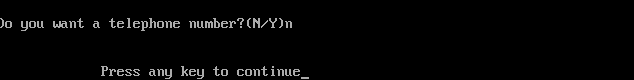 Do you want a telephone number?(N/Y)n
Press any key to continue_